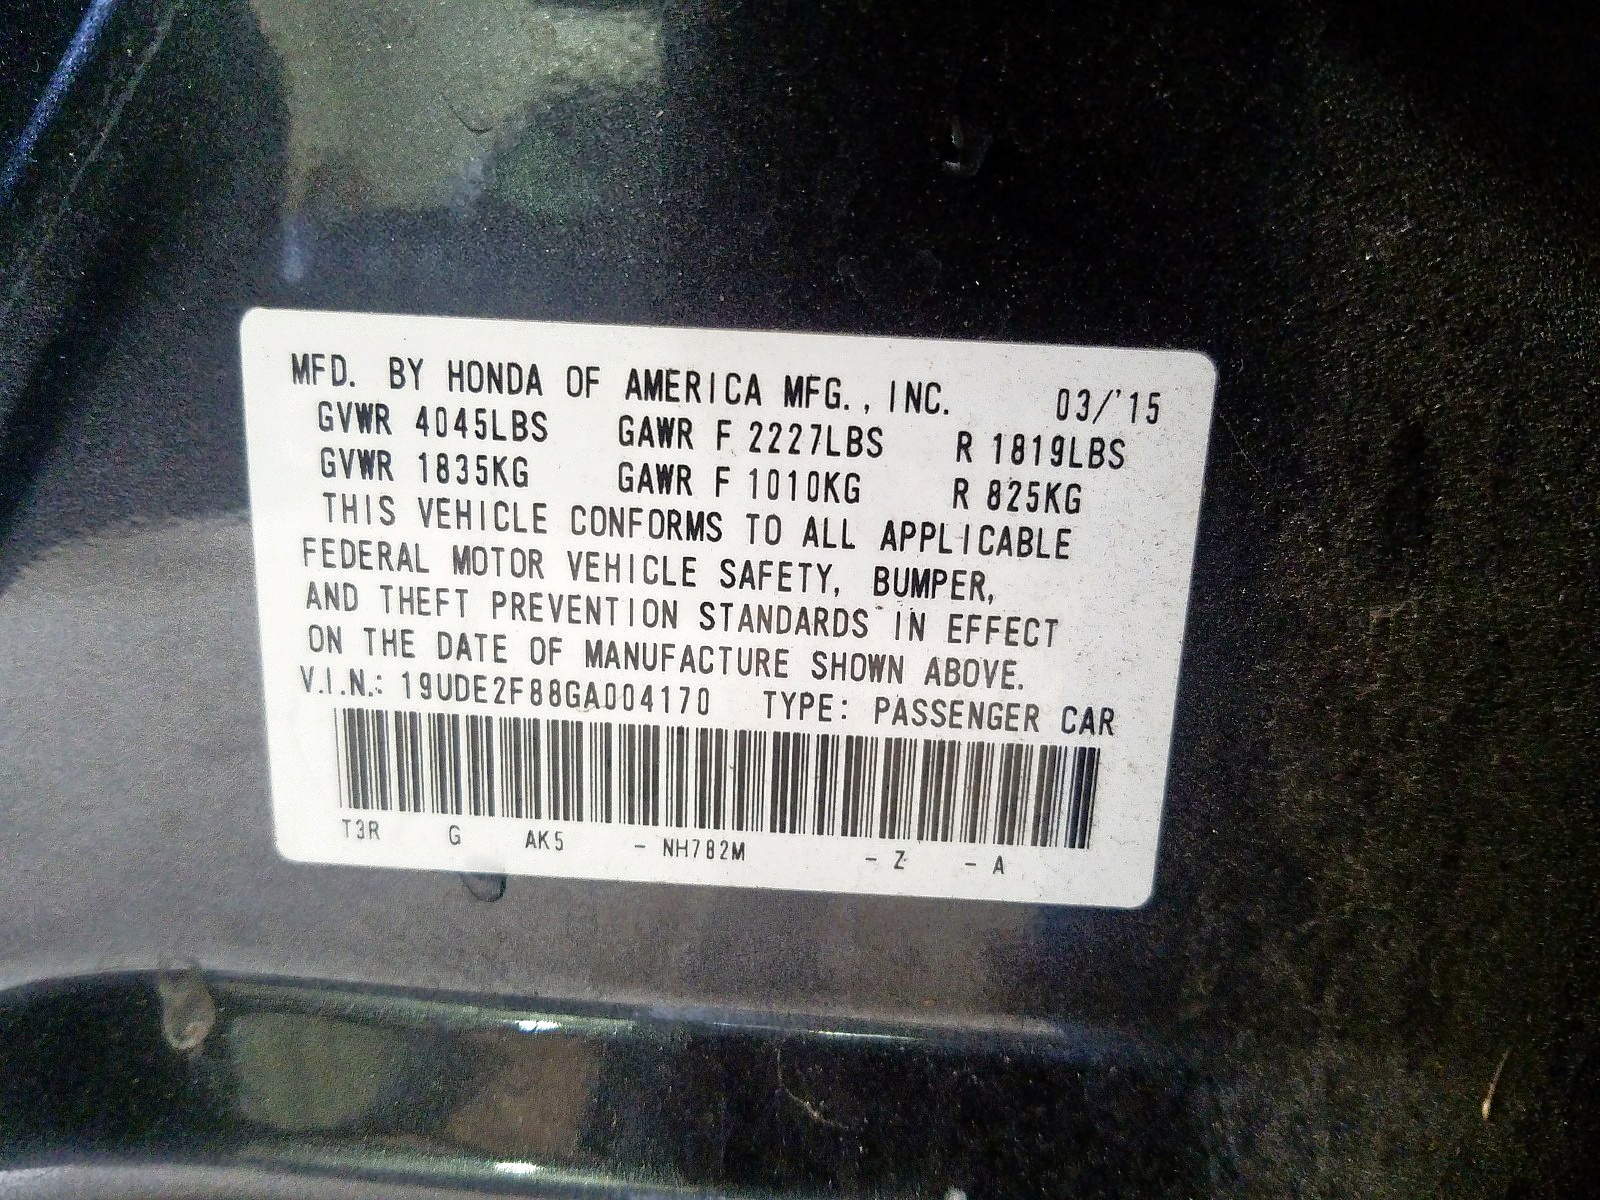 MFD. BY HONDA OF AMERICA MFG., INC. 03/'15
GVWR 4045LBS GAWR F 2227LBS R 1819LBS
GVWR 1835KG GAWR F 1010KG R 825KG
THIS VEHICLE CONFORMS TO ALL APPLICABLE
FEDERAL MOTOR VEHICLE SAFETY, BUMPER,
AND THEFT PREVENTION STANDARDS IN EFFECT
ON THE DATE OF MANUFACTURE SHOWN ABOVE.
V.I.N.: 19UDE2F88GA004170 TYPE: PASSENGER CAR
T3R G AK5 - NH782M - Z - A